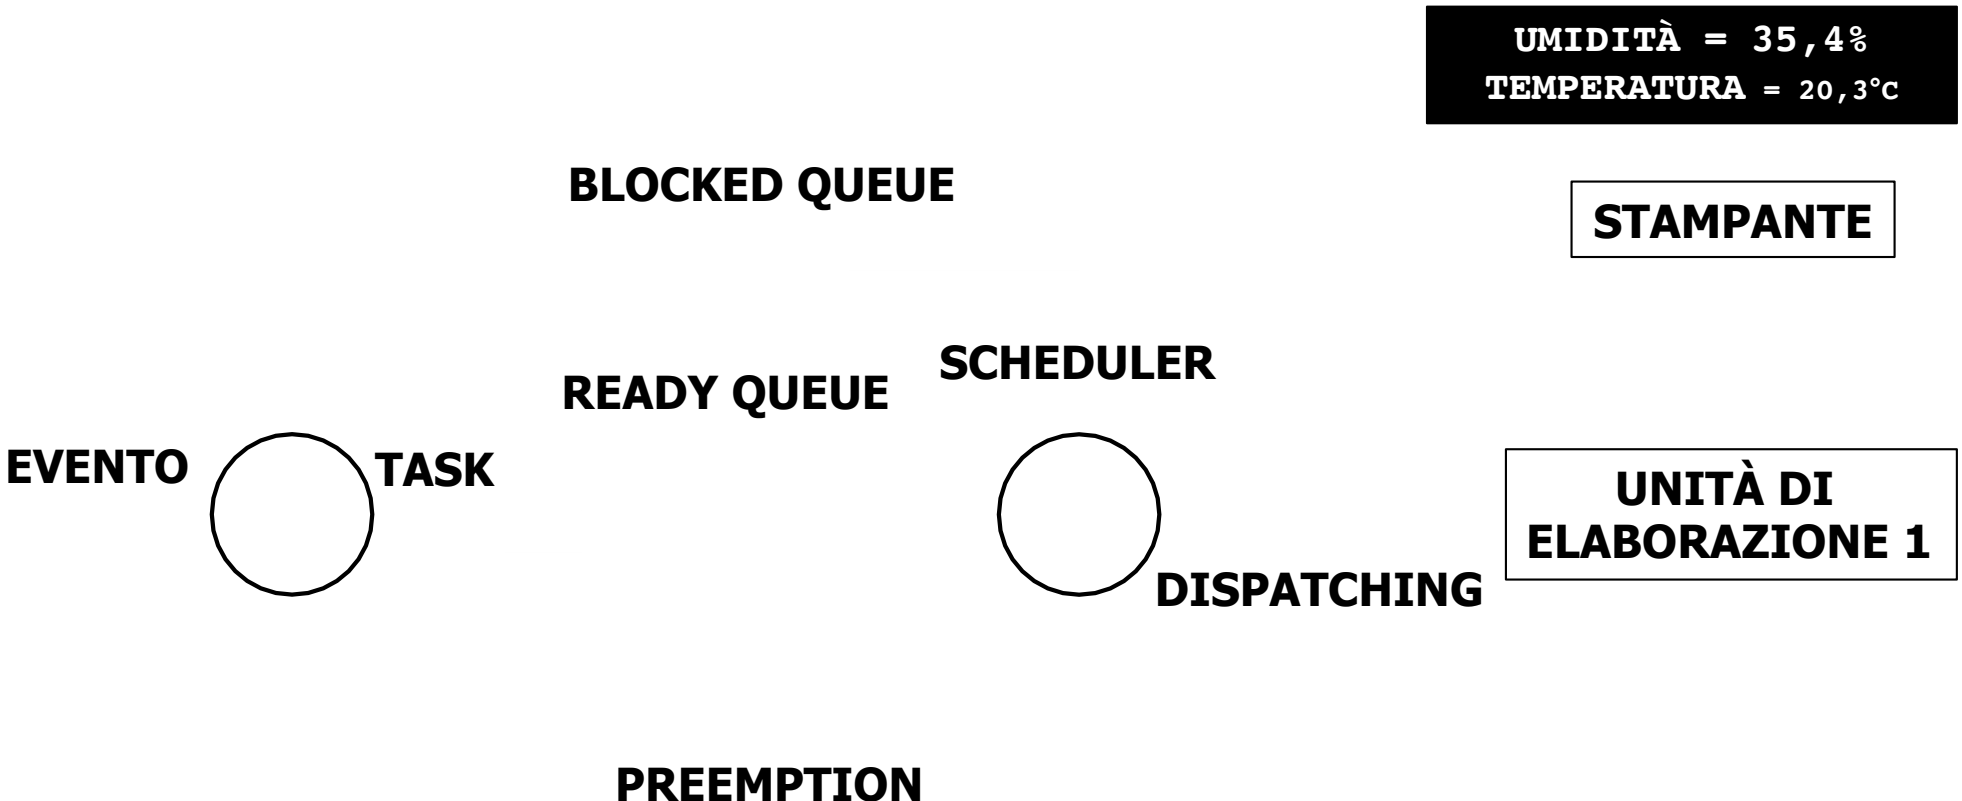 UMIDITÀ = 35,4%
TEMPERATURA = 20,3°C
BLOCKED QUEUE
STAMPANTE
SCHEDULER
READY QUEUE
EVENTO
TASK
UNITÀ DI
ELABORAZIONE 1
DISPATCHING
PREEMPTION